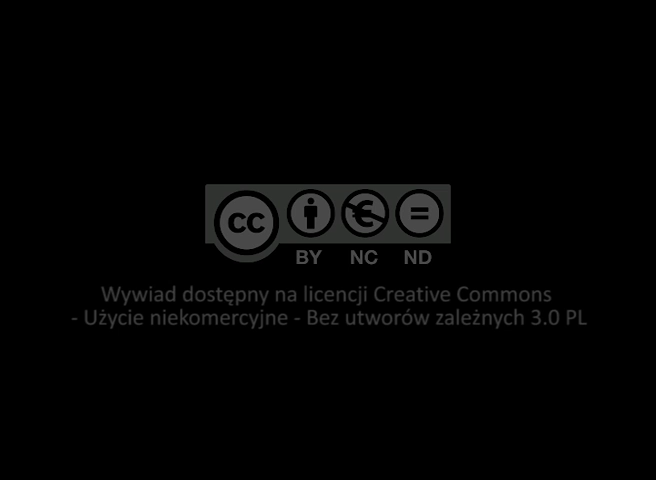 cc
BY NC ND
Wywiad dostępny na licencji Creative Commons
- Użycie niekomercyjne - Bez utworów zależnych 3.0 PL